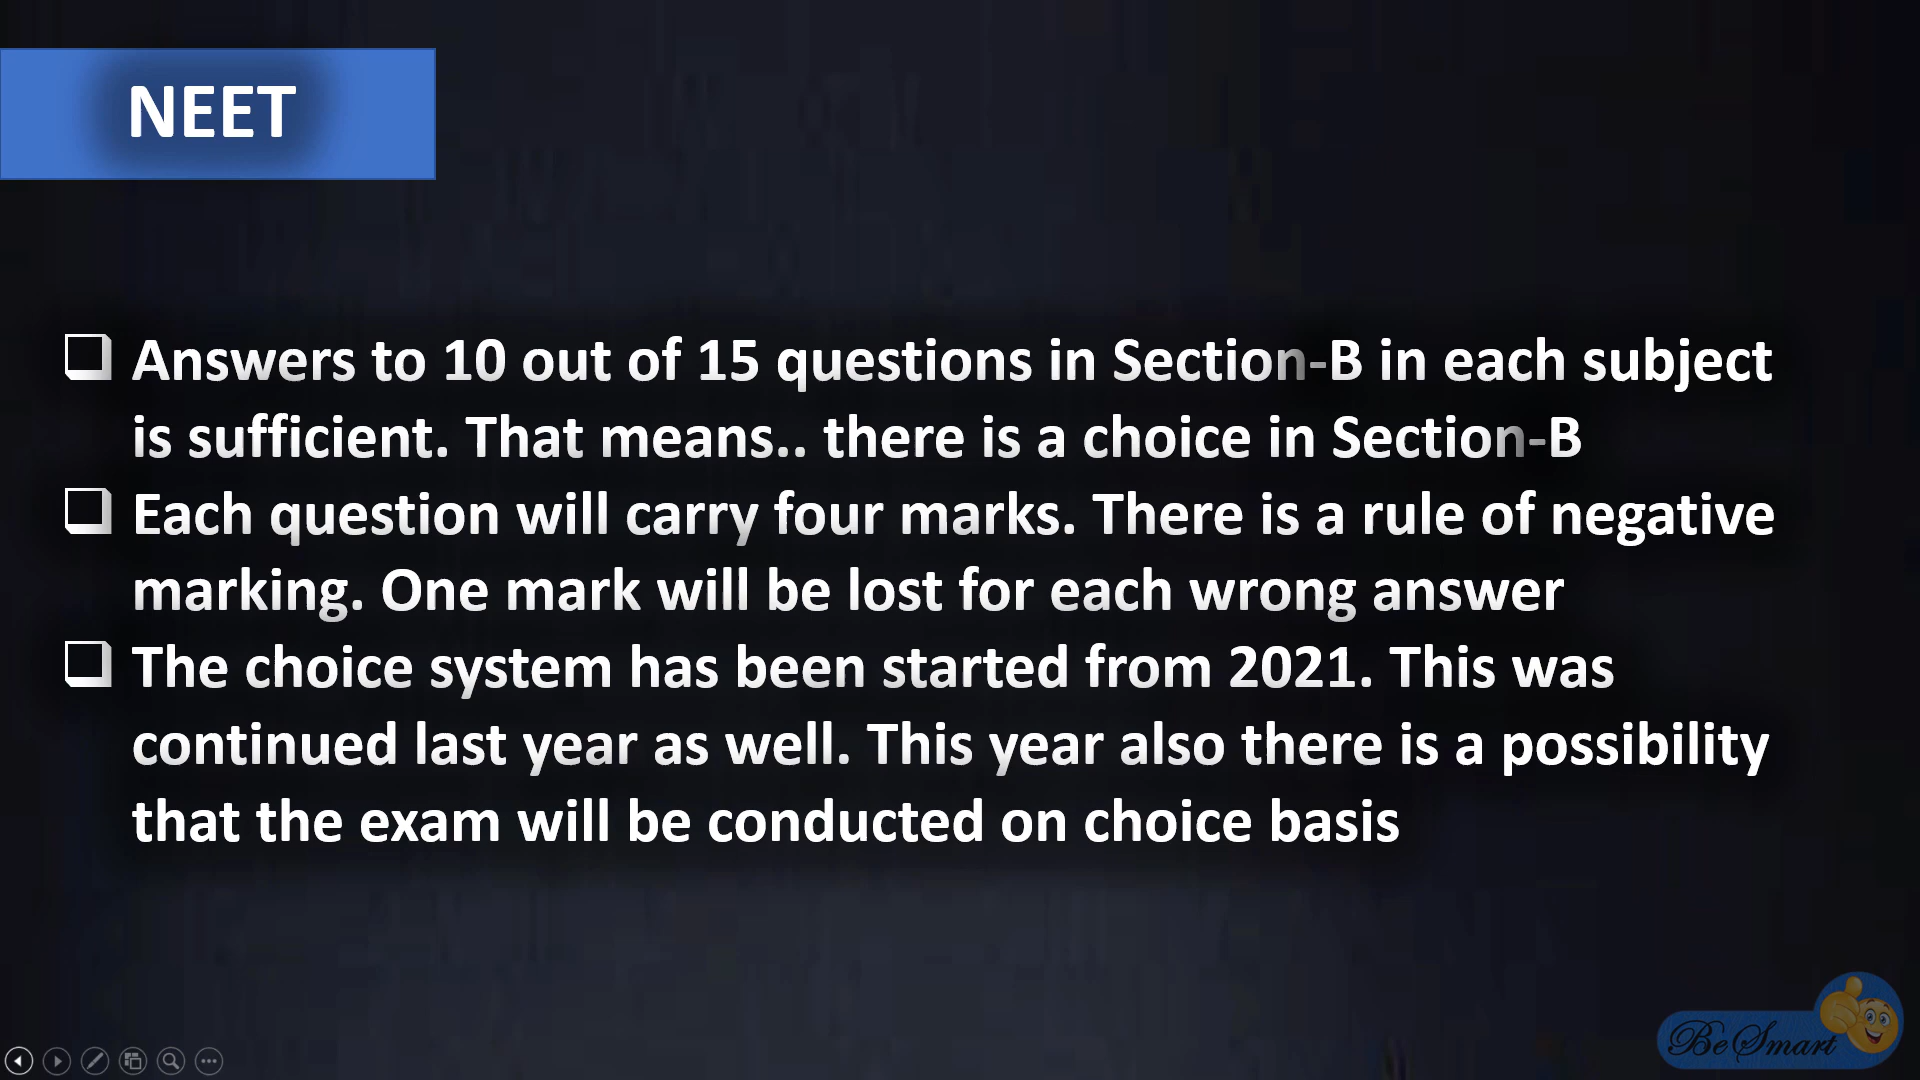 NEET
❑ Answers to 10 out of 15 questions in Section-B in each subject
is sufficient. That means.. there is a choice in Section-B
❑ Each question will carry four marks. There is a rule of negative
marking. One mark will be lost for each wrong answer
❑ The choice system has been started from 2021. This was
continued last year as well. This year also there is a possibility
that the exam will be conducted on choice basis
Be Smart